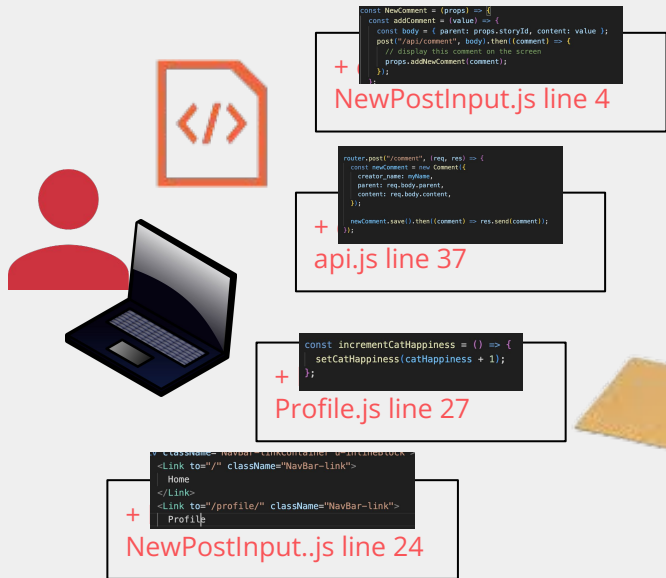 const NewComment = (props) => {
const addComment = (value) => {
const body = { parent: props.storyId, content: value };
post("/api/comment", body).then((comment) => {
// display this comment on the screen
props.addNewComment(comment);
});
};
+
NewPostInput.js line 4
</>
router.post("/comment", (req, res) => {
const newComment = new Comment({
creator_name: myName,
parent: req.body.parent,
content: req.body.content,
});
newComment.save().then((comment) => res.send(comment));
});
+
api.js line 37
const incrementCatHappiness = () => {
setCatHappiness(catHappiness + 1);
};
+
Profile.js line 27
className="NavBar-linkContainer u-inlineBlock">
<Link to="/" className="NavBar-link">
Home
</Link>
<Link to="/profile/" className="NavBar-link">
Profile
+
NewPostInput..js line 24